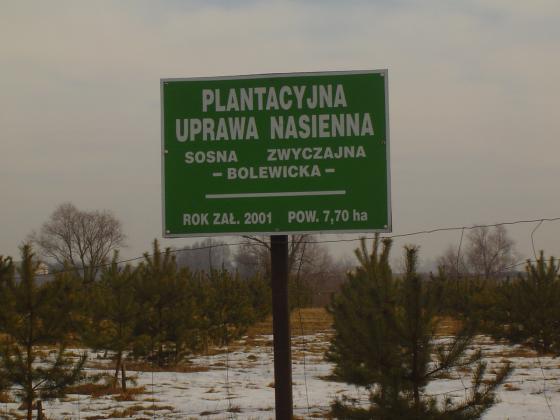 PLANTACYJNA
UPRAWA NASIENNA
SOSNA ZWYCZAJNA
– BOLEWICKA –
ROK ZAŁ. 2001 POW. 7,70 ha